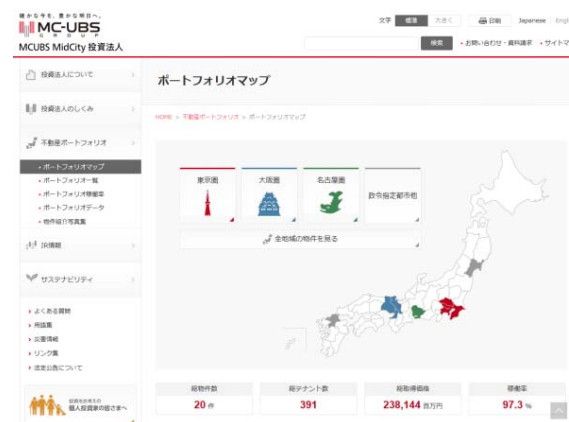 確かな今を、豊かな明日へ。
MC-UBS
GROUP
MCUBS MidCity 投資法人
文字 標準 大きく 印刷 Japanese Engl
検索 お問い合わせ・資料請求 サイトマ
投資法人について
投資法人のしくみ
不動産ポートフォリオ
ポートフォリオマップ
ポートフォリオ一覧
ポートフォリオ稼働率
ポートフォリオデータ
物件紹介写真集
IR情報
サステナビリティ
よくある質問
用語集
災害情報
リンク集
法定公告について
投資をお考えの
個人投資家の皆さまへ
ポートフォリオマップ
HOME > 不動産ポートフォリオ > ポートフォリオマップ
東京圏 大阪圏 名古屋圏 政令指定都市他
全地域の物件を見る
総物件数 総テナント数 総取得価格 稼働率
20 件 391 238,144 百万円 97.3 %